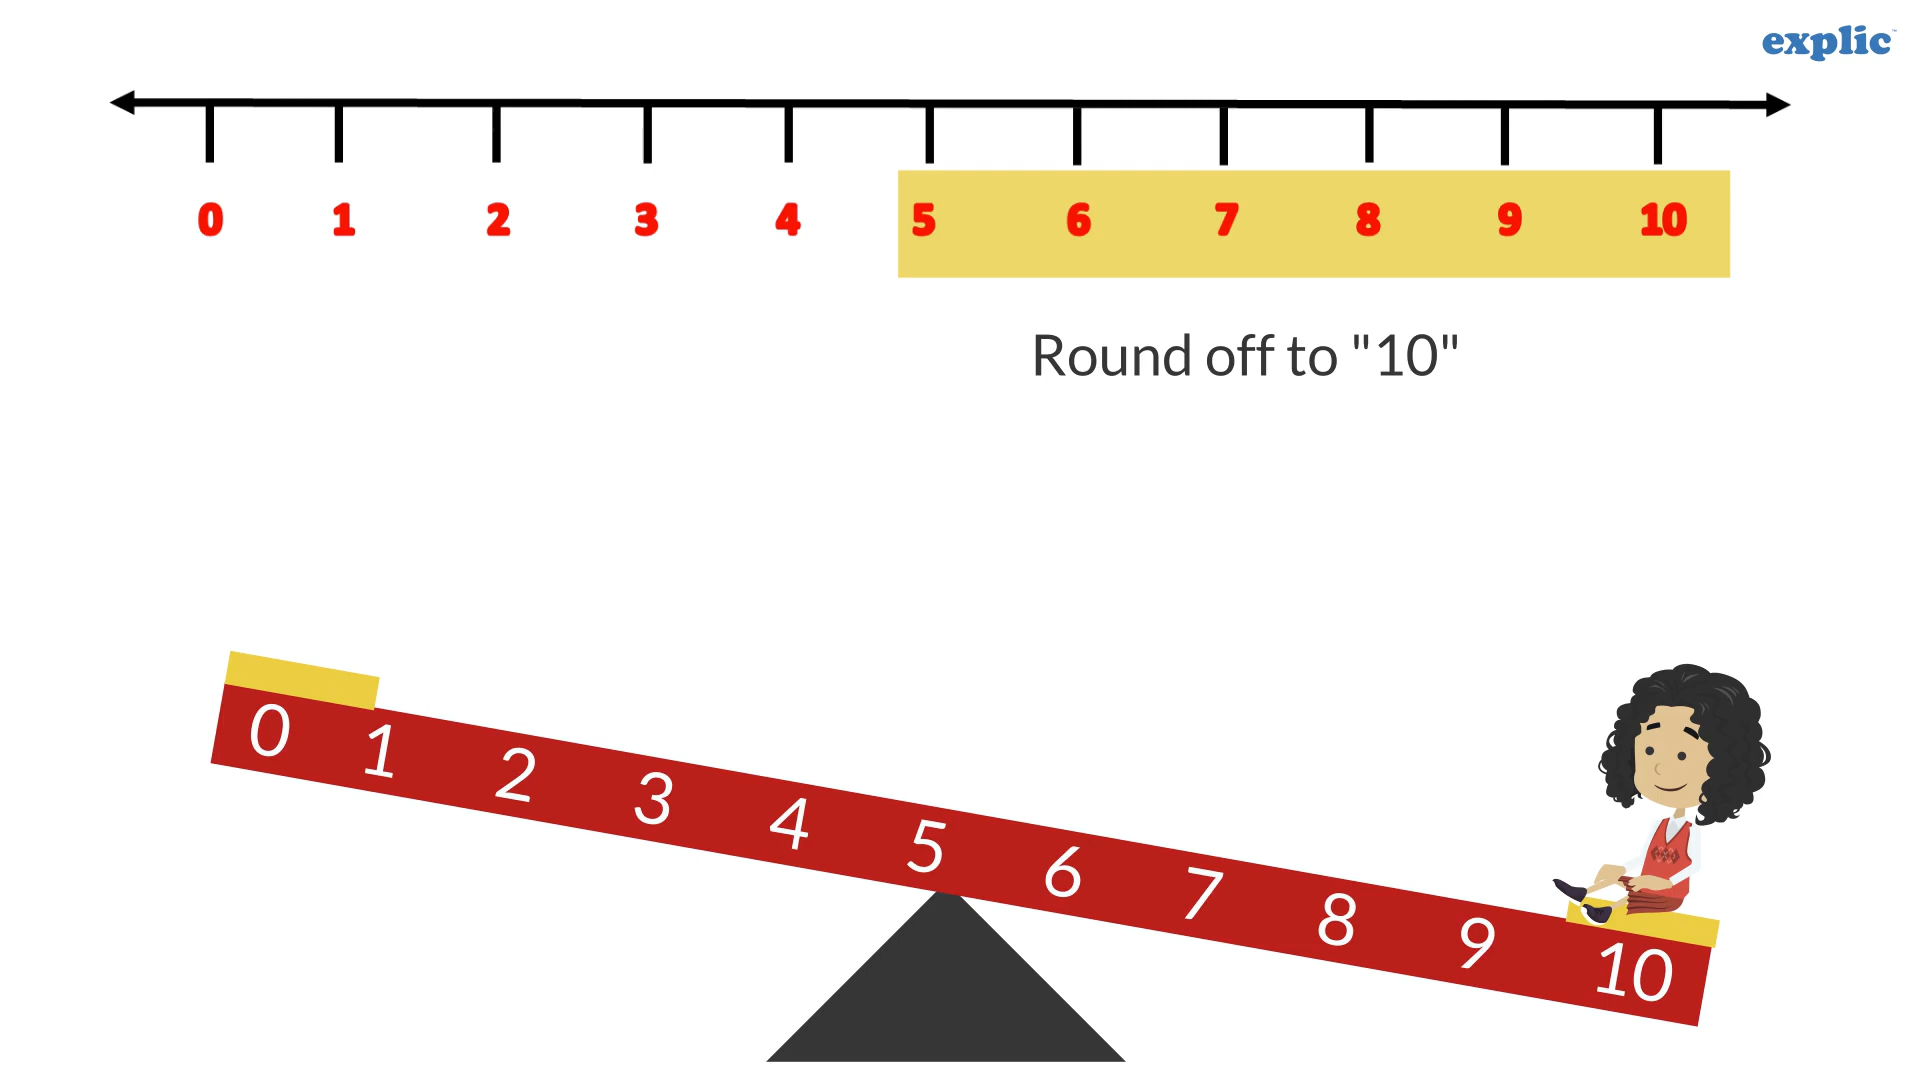 explic™
0 1 2 3 4 5 6 7 8 9 10
Round off to "10"
0 1 2 3 4 5 6 7 8 9 10